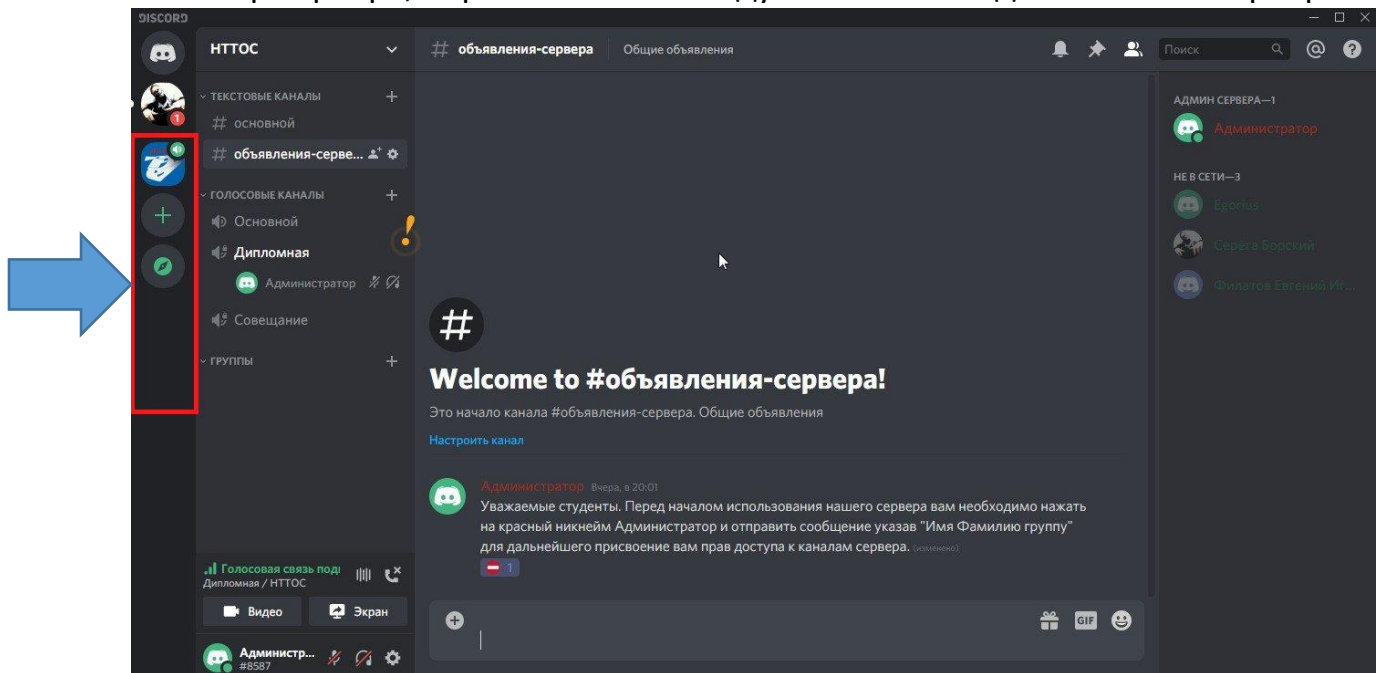 DISCORD
НТТОС
объявления-сервера Общие объявления
Поиск
ТЕКСТОВЫЕ КАНАЛЫ
основной
объявления-серве...
ГОЛОСОВЫЕ КАНАЛЫ
Основной
Дипломная
Администратор
Совещание
ГРУППЫ
Голосовая связь подк
Дипломная / НТТОС
Видео Экран
Администр...
#8587
1
Welcome to #объявления-сервера!
Это начало канала #объявления-сервера. Общие объявления
Настроить канал
Администратор Вчера, в 20:01
Уважаемые студенты. Перед началом использования нашего сервера вам необходимо нажать
на красный никнейм Администратор и отправить сообщение указав "Имя Фамилию группу"
для дальнейшего присвоение вам прав доступа к каналам сервера. (изменено)
1
GIF
АДМИН СЕРВЕРА—1
Администратор
НЕ В СЕТИ—3
Egorius
Серёга Борский
Филатов Евгений Иг...